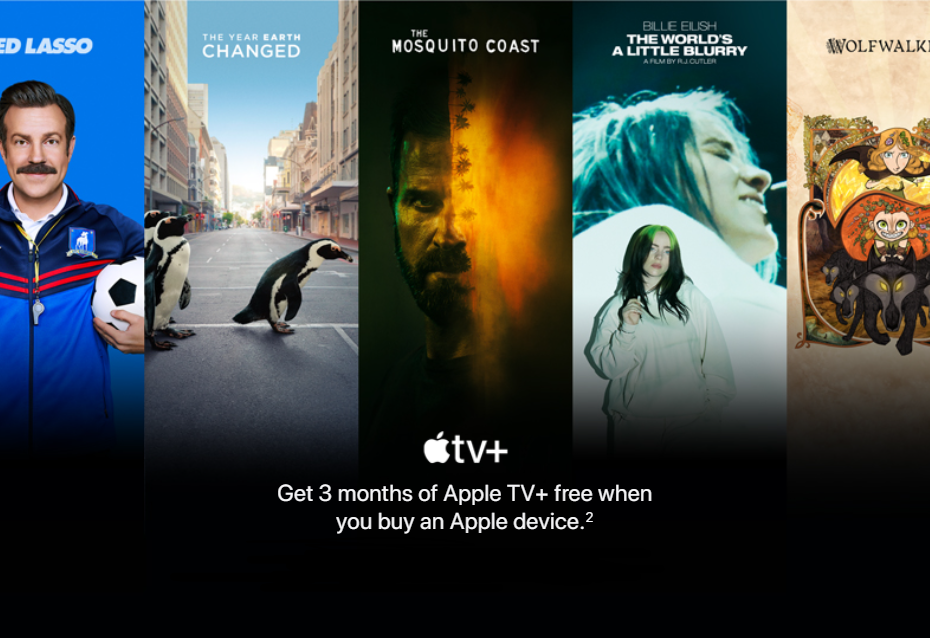 ED LASSO
THE YEAR EARTH
CHANGED
THE
MOSQUITO COAST
BILLIE EILISH
THE WORLD'S
A LITTLE BLURRY
A FILM BY R.J. CUTLER
WOLFWALKE
tv+
Get 3 months of Apple TV+ free when
you buy an Apple device.2